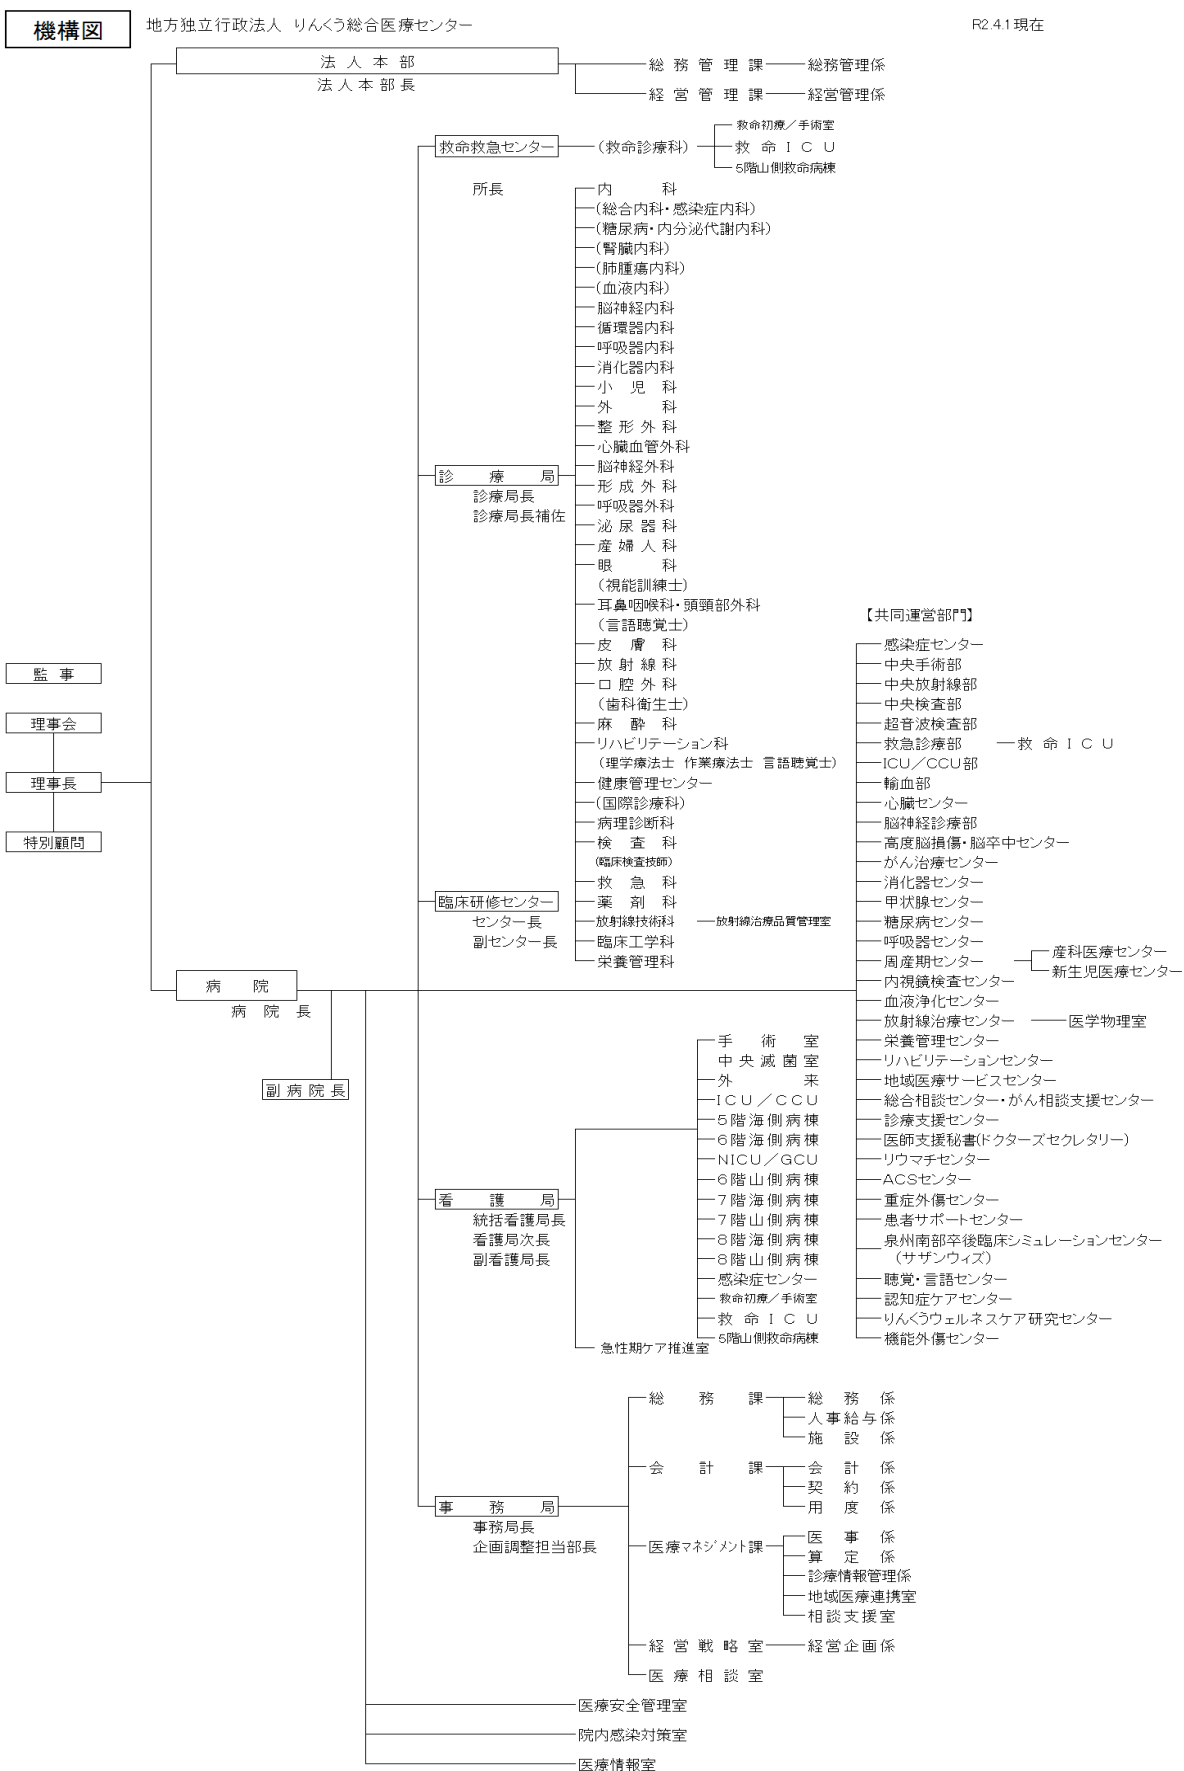 機構図
地方独立行政法人　りんくう総合医療センター
R2.4.1現在
法人本部
法人本部長
総務管理課
総務管理係
経営管理課
経営管理係
救命救急センター
(救命診療科)
救命初療／手術室
救命ＩＣＵ
5階山側救命病棟
所長
内科
(総合内科・感染症内科)
(糖尿病・内分泌代謝内科)
(腎臓内科)
(肺腫瘍内科)
(血液内科)
脳神経内科
循環器内科
呼吸器内科
消化器内科
小児科
外科
整形外科
心臓血管外科
脳神経外科
診療局
診療局長
診療局長補佐
形成外科
呼吸器外科
泌尿器科
産婦人科
眼科
(視能訓練士)
耳鼻咽喉科・頭頸部外科
(言語聴覚士)
皮膚科
放射線科
口腔外科
(歯科衛生士)
麻酔科
リハビリテーション科
(理学療法士　作業療法士　言語聴覚士)
健康管理センター
(国際診療科)
病理診断科
検査科
(臨床検査技師)
救急科
薬剤科
放射線技術科
放射線治療品質管理室
臨床工学科
栄養管理科
臨床研修センター
センター長
副センター長
監事
理事会
理事長
特別顧問
病院
病院長
副病院長
【共同運営部門】
感染症センター
中央手術部
中央放射線部
中央検査部
超音波検査部
救急診療部
救命ＩＣＵ
ICU／CCU部
輸血部
心臓センター
脳神経診療部
高度脳損傷・脳卒中センター
がん治療センター
消化器センター
甲状腺センター
糖尿病センター
呼吸器センター
周産期センター
産科医療センター
新生児医療センター
内視鏡検査センター
血液浄化センター
放射線治療センター
医学物理室
栄養管理センター
リハビリテーションセンター
地域医療サービスセンター
総合相談センター・がん相談支援センター
診療支援センター
医師支援秘書(ドクターズセクレタリー)
リウマチセンター
ACSセンター
重症外傷センター
患者サポートセンター
泉州南部卒後臨床シミュレーションセンター
(サザンウィズ)
聴覚・言語センター
認知症ケアセンター
りんくうウェルネスケア研究センター
機能外傷センター
手術室
中央滅菌室
外来
ICU／CCU
5階海側病棟
6階海側病棟
NICU／GCU
6階山側病棟
7階海側病棟
7階山側病棟
8階海側病棟
8階山側病棟
感染症センター
救命初療／手術室
救命ＩＣＵ
5階山側救命病棟
看護局
統括看護局長
看護局次長
副看護局長
急性期ケア推進室
総務課
総務係
人事給与係
施設係
会計課
会計係
契約係
用度係
事務局
事務局長
企画調整担当部長
医療マネジメント課
医事係
算定係
診療情報管理係
地域医療連携室
相談支援室
経営戦略室
経営企画係
医療相談室
医療安全管理室
院内感染対策室
医療情報室